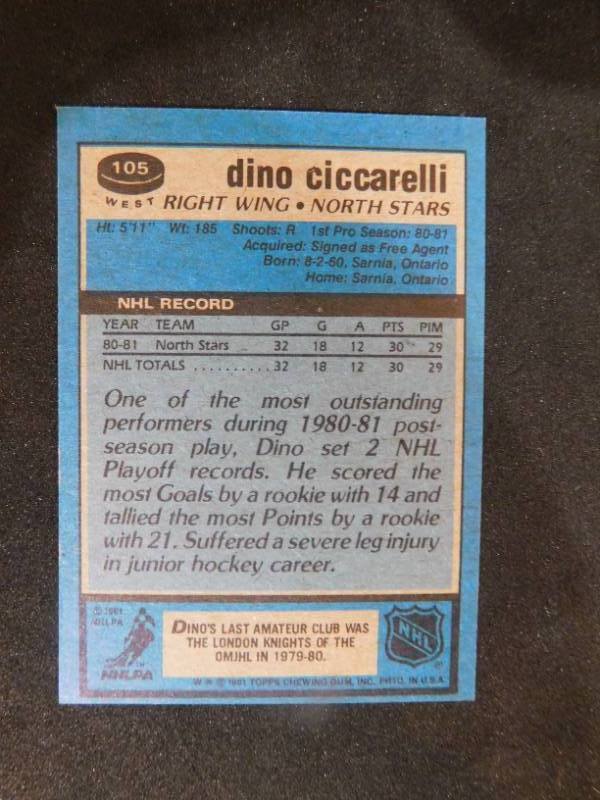 105
WEST
dino ciccarelli
RIGHT WING • NORTH STARS
Ht: 5'11" Wt: 185 Shoots: R 1st Pro Season: 80-81
Acquired: Signed as Free Agent
Born: 8-2-60, Sarnia, Ontario
Home: Sarnia, Ontario
NHL RECORD
YEAR TEAM GP G A PTS PIM
80-81 North Stars 32 18 12 30 29
NHL TOTALS .......... 32 18 12 30 29
One of the most outstanding
performers during 1980-81 post-
season play, Dino set 2 NHL
Playoff records. He scored the
most Goals by a rookie with 14 and
tallied the most Points by a rookie
with 21. Suffered a severe leg injury
in junior hockey career.
© 1981
NHLPA
NHLPA
DINO'S LAST AMATEUR CLUB WAS
THE LONDON KNIGHTS OF THE
OMJHL IN 1979-80.
NHL
© 1981 TOPPS CHEWING GUM, INC. PRTD. IN U.S.A.